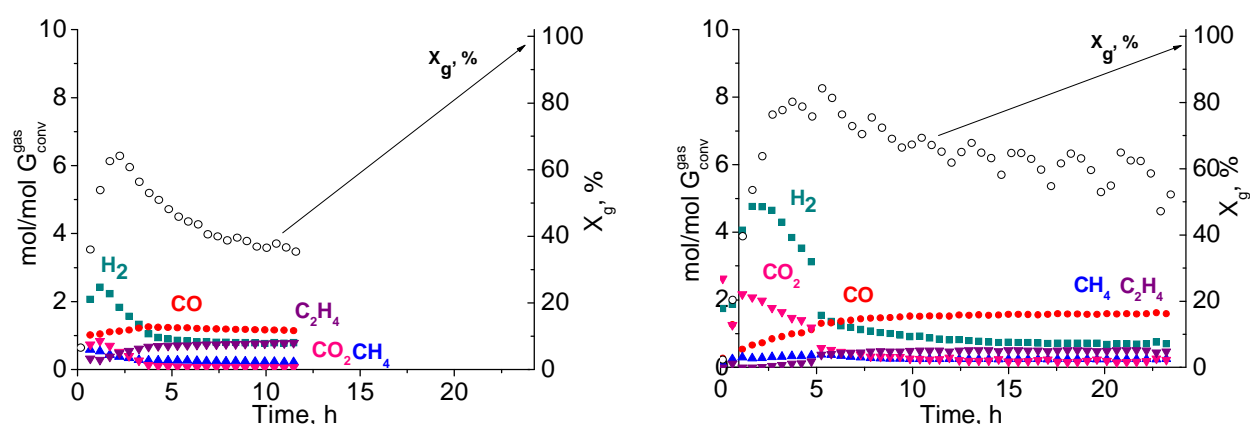 10
8
6
4
2
0
mol/mol G^gas_conv
100
80
60
40
20
0
X_g, %
X_g, %
H2
CO
C₂H₄
CO₂CH₄
0 5 10 15 20
Time, h
10
8
6
4
2
0
mol/mol G^gas_conv
100
80
60
40
20
0
X_g, %
X_g, %
H₂
CO₂
CO
CH₄ C₂H₄
0 5 10 15 20
Time, h